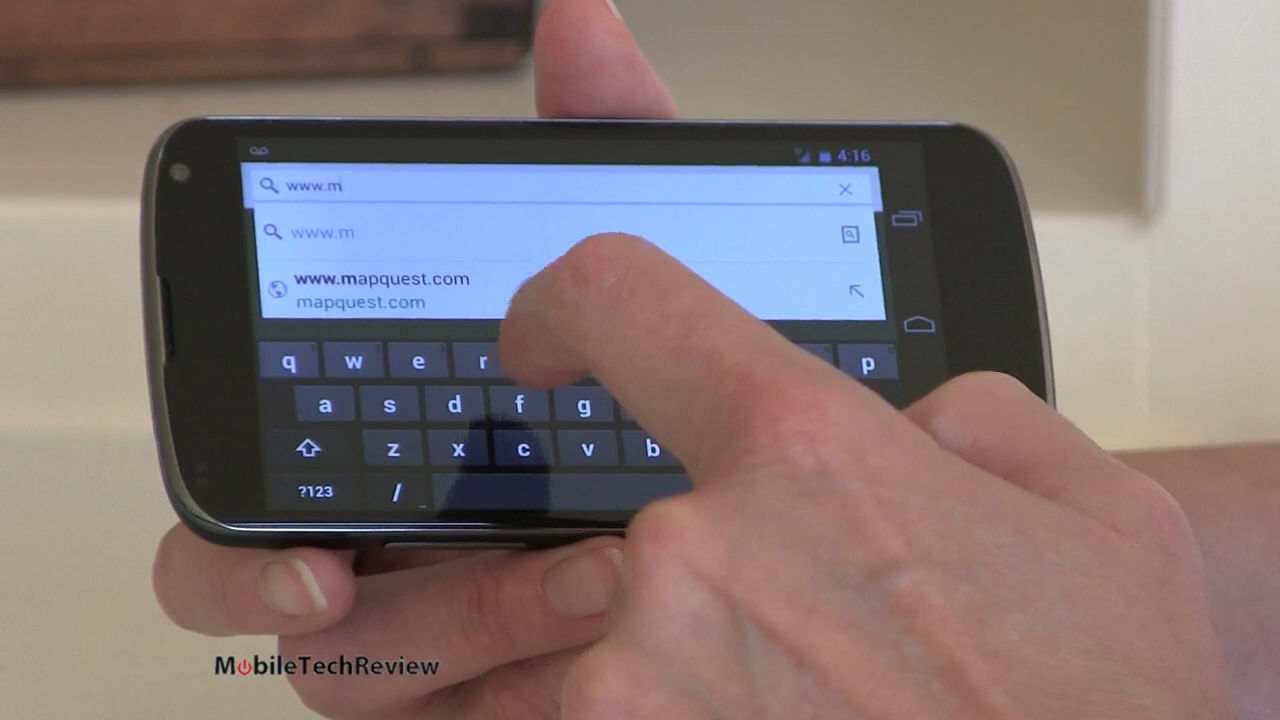 4:16
www.m
www.m
www.mapquest.com
mapquest.com
q w e r p
a s d f g
z x c v b
?123 /
MobileTechReview